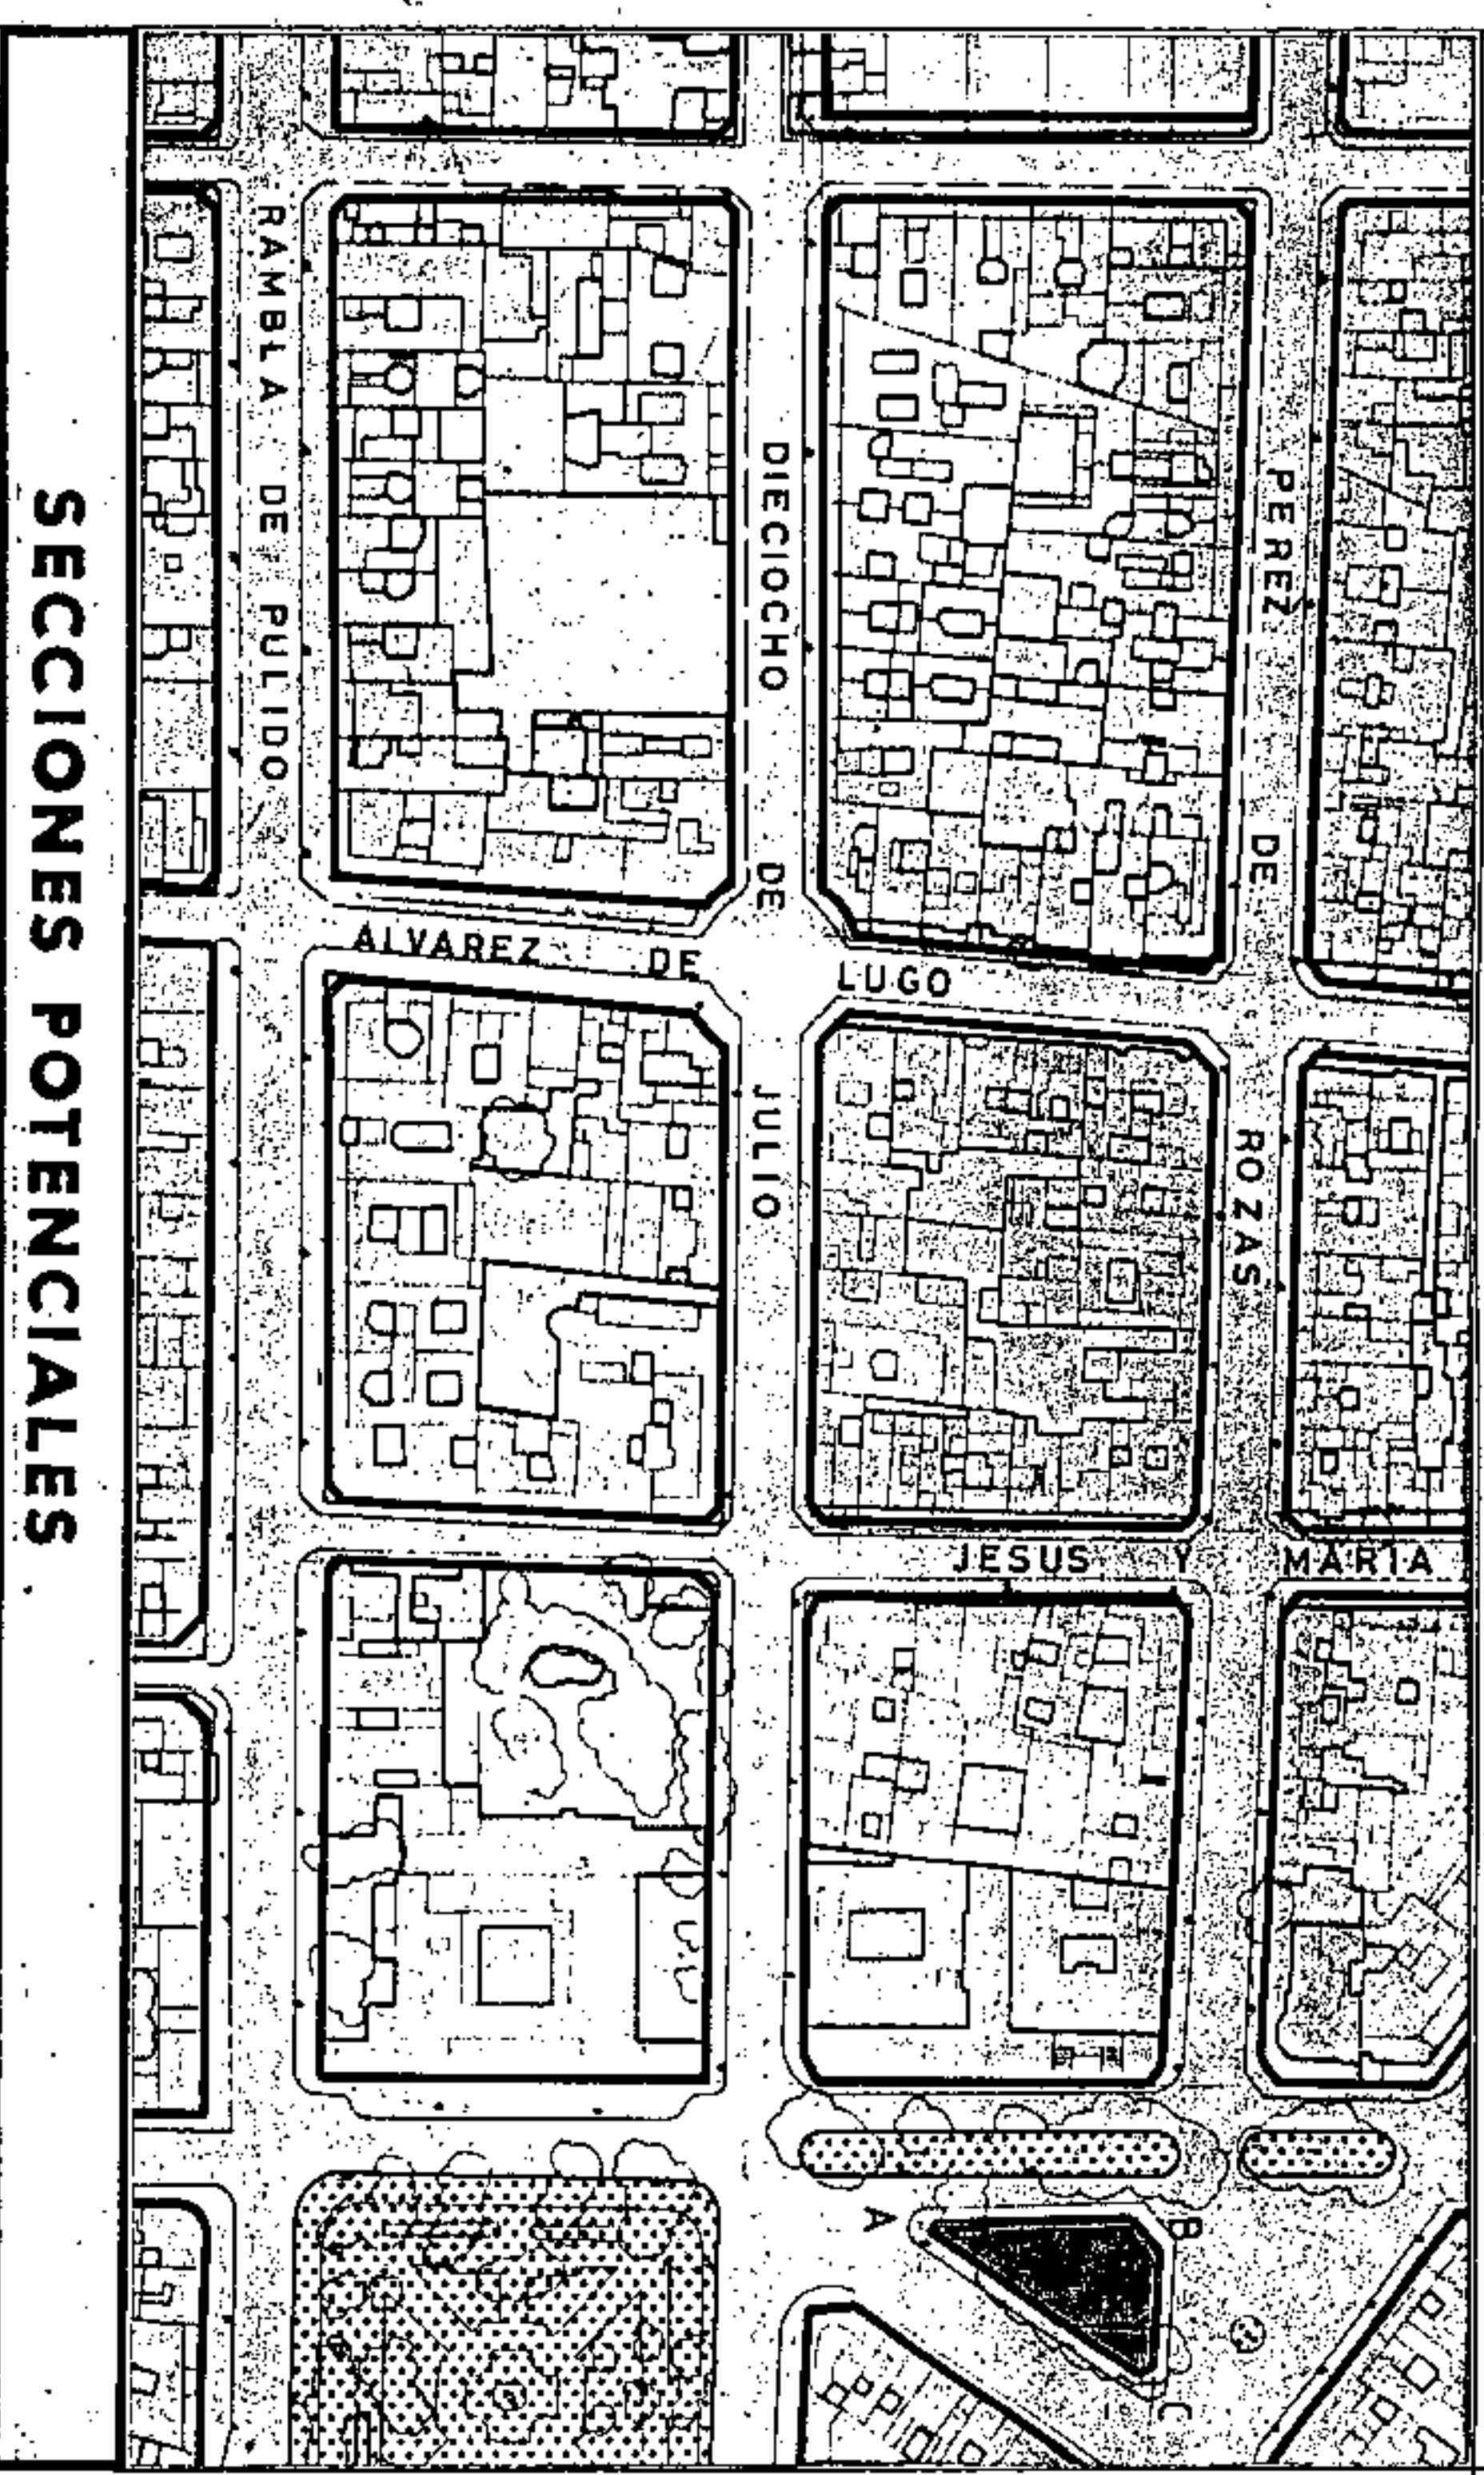 SECCIONES POTENCIALES
RAMBLA DE PULIDO
DIECIOCHO DE JULIO
PEREZ DE ROZAS
ALVAREZ DE LUGO
JESUS Y MARIA
A
B
C